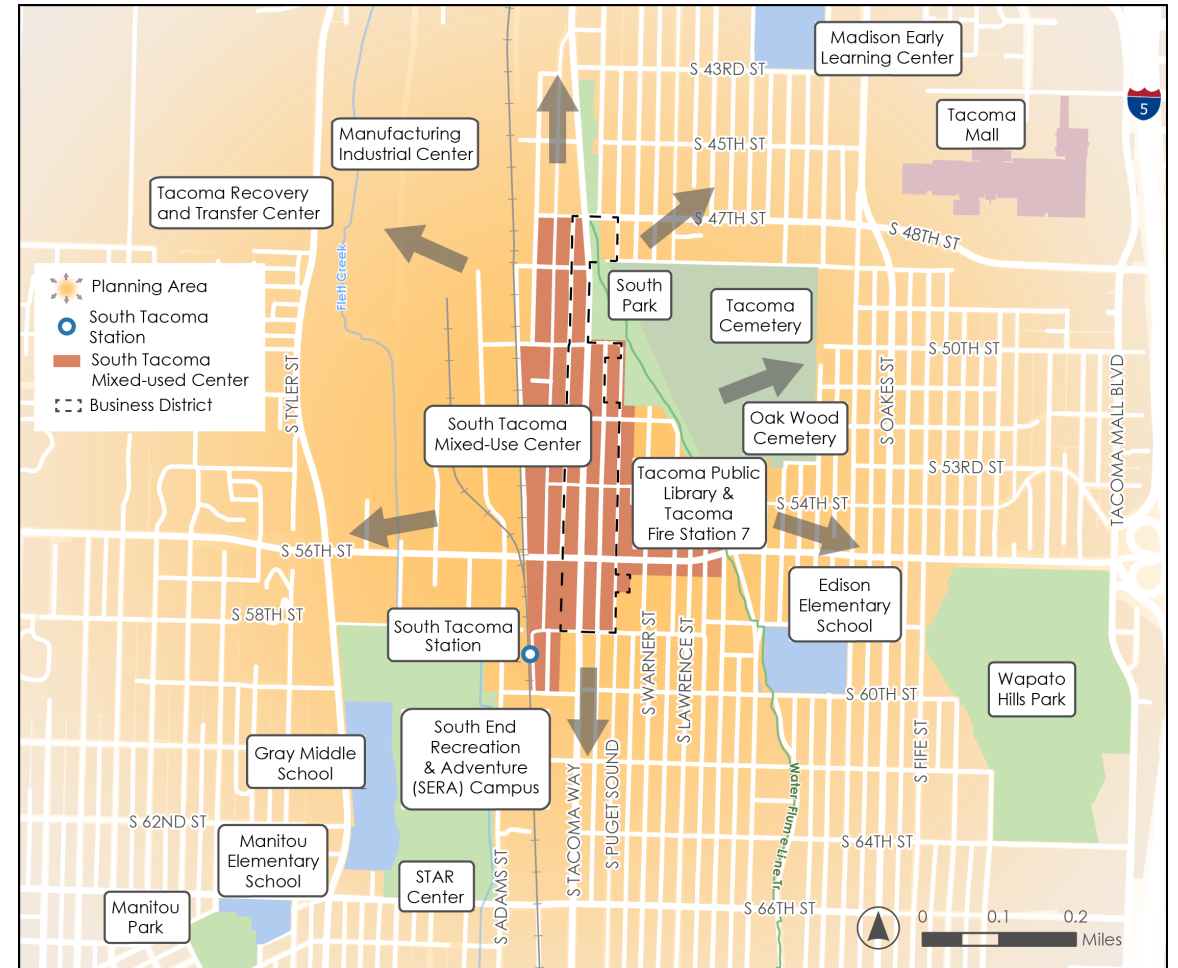 Madison Early
Learning Center
S 43RD ST
5
Tacoma
Mall
Manufacturing
Industrial Center
S 45TH ST
Tacoma Recovery
and Transfer Center
S 47TH ST
S 48TH ST
Flett Creek
South
Park
Tacoma
Cemetery
Planning Area
South Tacoma
Station
South Tacoma
Mixed-used Center
Business District
S 50TH ST
S TYLER ST
S OAKES ST
TACOMA MALL BLVD
South Tacoma
Mixed-Use Center
Oak Wood
Cemetery
S 53RD ST
Tacoma Public
Library &
Tacoma
Fire Station 7
S 54TH ST
S 56TH ST
Edison
Elementary
School
S 58TH ST
South Tacoma
Station
S WARNER ST
S LAWRENCE ST
Wapato
Hills Park
S 60TH ST
South End
Recreation
& Adventure
(SERA) Campus
Gray Middle
School
S FIFE ST
S TACOMA WAY
S PUGET SOUND
Water Flume Line Tr
S 62ND ST
Manitou
Elementary
School
S 64TH ST
STAR
Center
S ADAMS ST
Manitou
Park
S 66TH ST
0 0.1 0.2
Miles